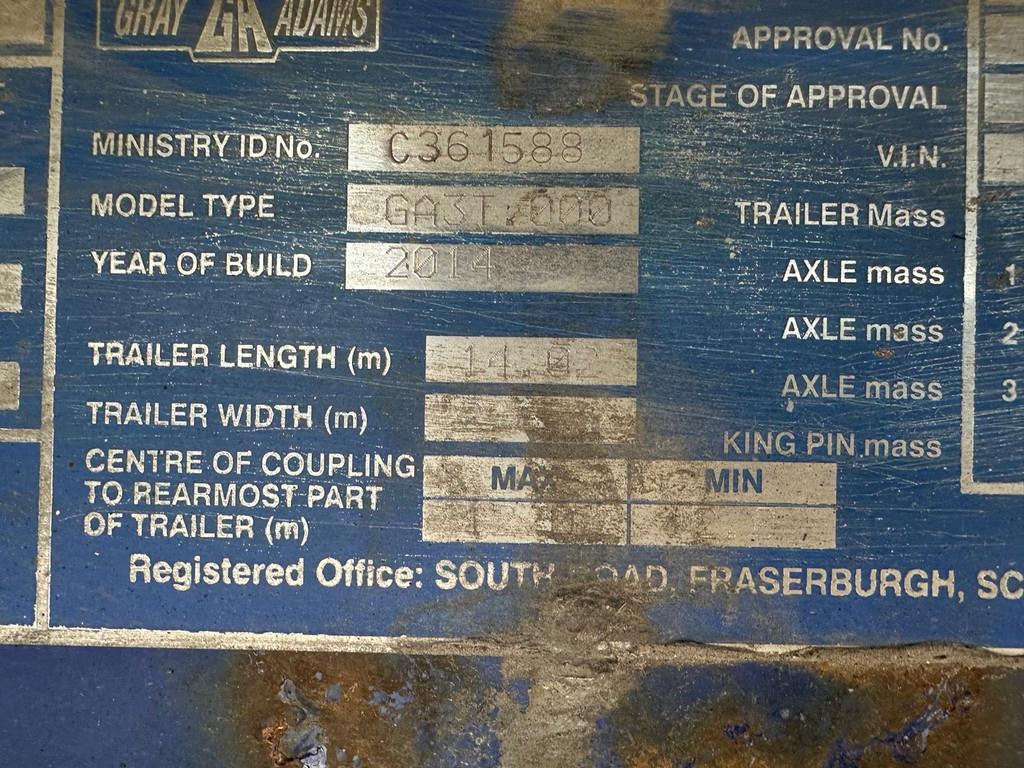 GRAY GA ADAMS
APPROVAL No.
STAGE OF APPROVAL
MINISTRY ID No. C361588
V.I.N.
MODEL TYPE
TRAILER Mass
YEAR OF BUILD 2014
AXLE mass 1
AXLE mass 2
TRAILER LENGTH (m) 14.02
AXLE mass 3
TRAILER WIDTH (m)
KING PIN mass
CENTRE OF COUPLING
TO REARMOST PART
OF TRAILER (m)
MAX MIN
Registered Office: SOUTH ROAD, FRASERBURGH, SC